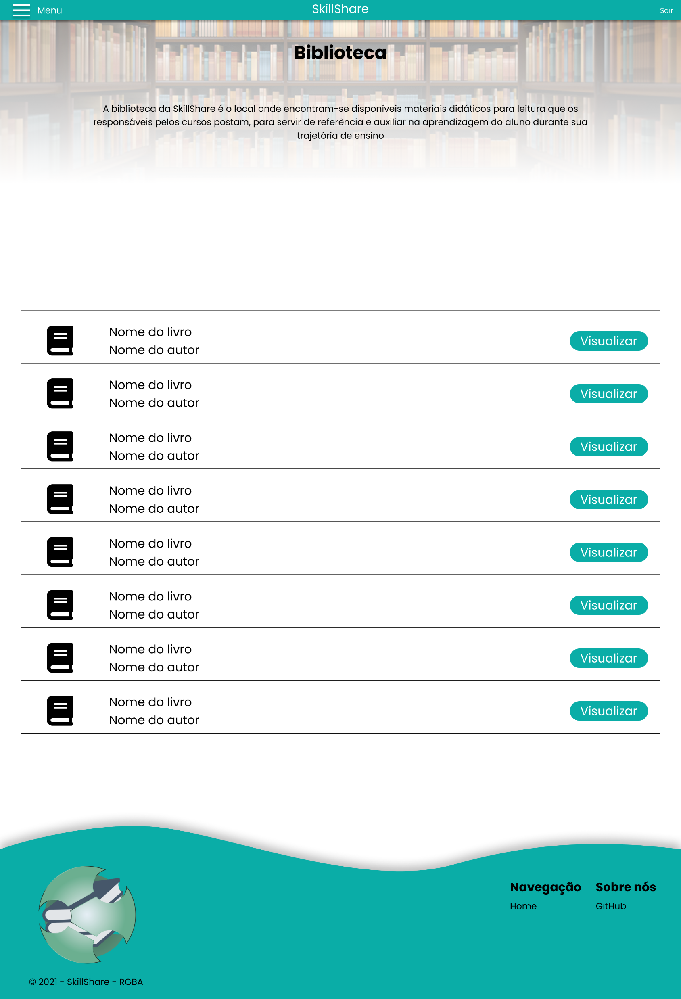 Menu
SkillShare
Sair
Biblioteca
A biblioteca da SkillShare é o local onde encontram-se disponíveis materiais didáticos para leitura que os
responsáveis pelos cursos postam, para servir de referência e auxiliar na aprendizagem do aluno durante sua
trajetória de ensino
Nome do livro
Nome do autor
Visualizar
Nome do livro
Nome do autor
Visualizar
Nome do livro
Nome do autor
Visualizar
Nome do livro
Nome do autor
Visualizar
Nome do livro
Nome do autor
Visualizar
Nome do livro
Nome do autor
Visualizar
Nome do livro
Nome do autor
Visualizar
Nome do livro
Nome do autor
Visualizar
Navegação
Home
Sobre nós
GitHub
© 2021 - SkillShare - RGBA